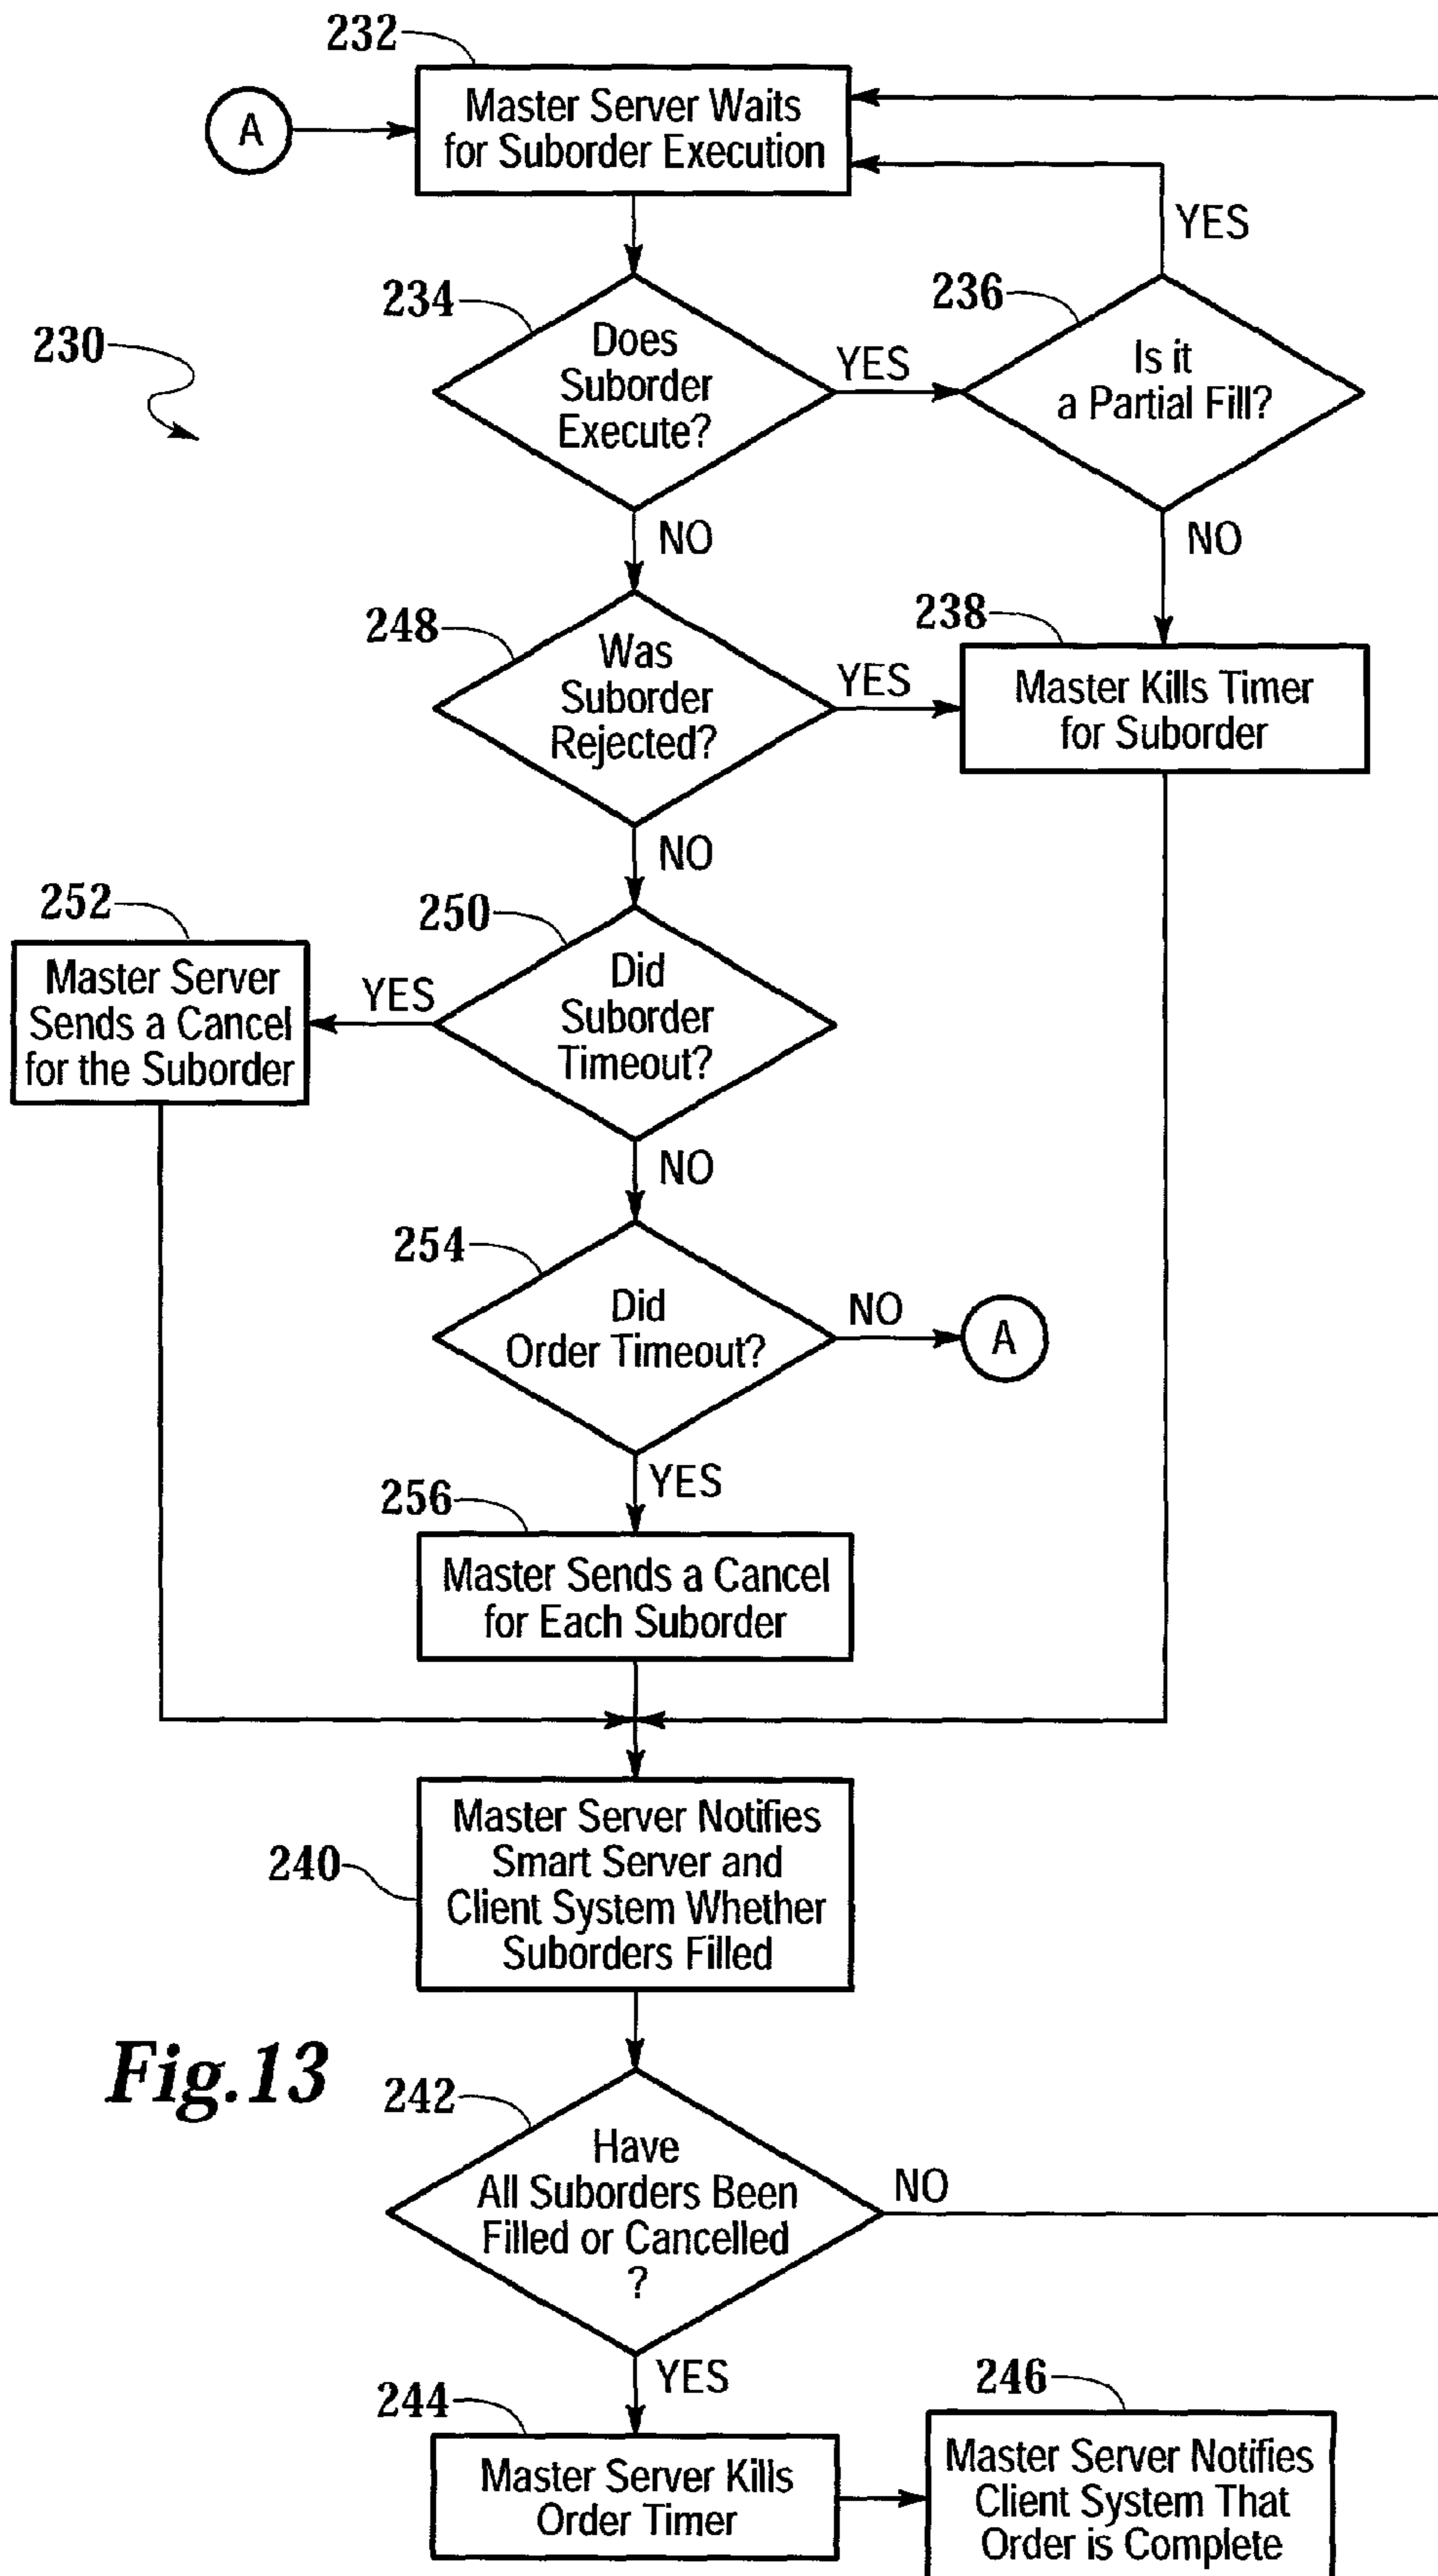 232
Master Server Waits
for Suborder Execution
A
YES
234
236
230
Does
Suborder
Execute?
YES
Is it
a Partial Fill?
NO
NO
248
238
Was
Suborder
Rejected?
YES
Master Kills Timer
for Suborder
NO
252
250
Master Server
Sends a Cancel
for the Suborder
YES
Did
Suborder
Timeout?
NO
254
Did
Order Timeout?
NO
A
YES
256
Master Sends a Cancel
for Each Suborder
240
Master Server Notifies
Smart Server and
Client System Whether
Suborders Filled
Fig.13
242
Have
All Suborders Been
Filled or Cancelled
?
NO
YES
244
246
Master Server Kills
Order Timer
Master Server Notifies
Client System That
Order is Complete